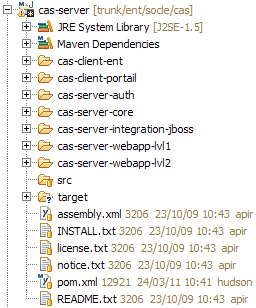 cas-server [trunk/ent/socle/cas]
JRE System Library [J2SE-1.5]
Maven Dependencies
cas-client-ent
cas-client-portail
cas-server-auth
cas-server-core
cas-server-integration-jboss
cas-server-webapp-lvl1
cas-server-webapp-lvl2
src
target
assembly.xml 3206 23/10/09 10:43 apir
INSTALL.txt 3206 23/10/09 10:43 apir
license.txt 3206 23/10/09 10:43 apir
notice.txt 3206 23/10/09 10:43 apir
pom.xml 12921 24/03/11 10:41 hudson
README.txt 3206 23/10/09 10:43 apir